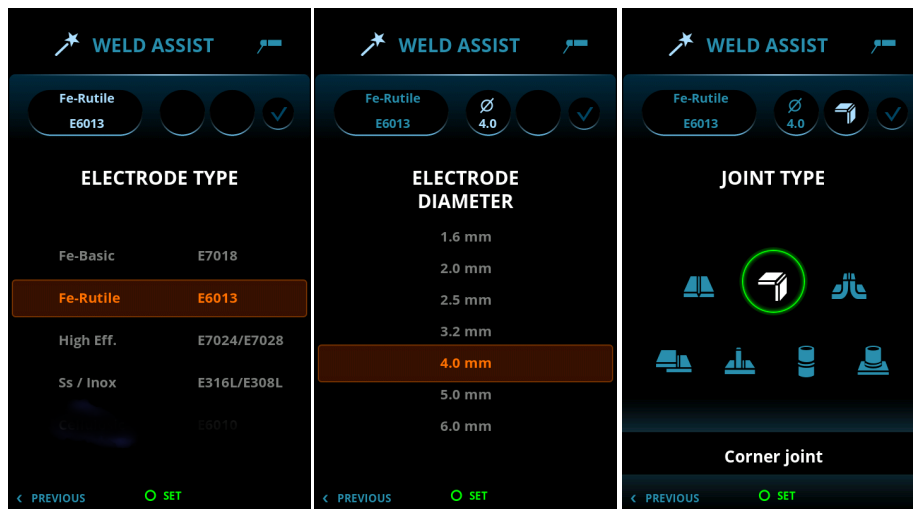 WELD ASSIST
Fe-Rutile
E6013
ELECTRODE TYPE
Fe-Basic E7018
Fe-Rutile E6013
High Eff. E7024/E7028
Ss / Inox E316L/E308L
E6010
PREVIOUS SET
WELD ASSIST
Fe-Rutile
E6013
Ø
4.0
ELECTRODE
DIAMETER
1.6 mm
2.0 mm
2.5 mm
3.2 mm
4.0 mm
5.0 mm
6.0 mm
PREVIOUS SET
WELD ASSIST
Fe-Rutile
E6013
Ø
4.0
JOINT TYPE
Corner joint
PREVIOUS SET